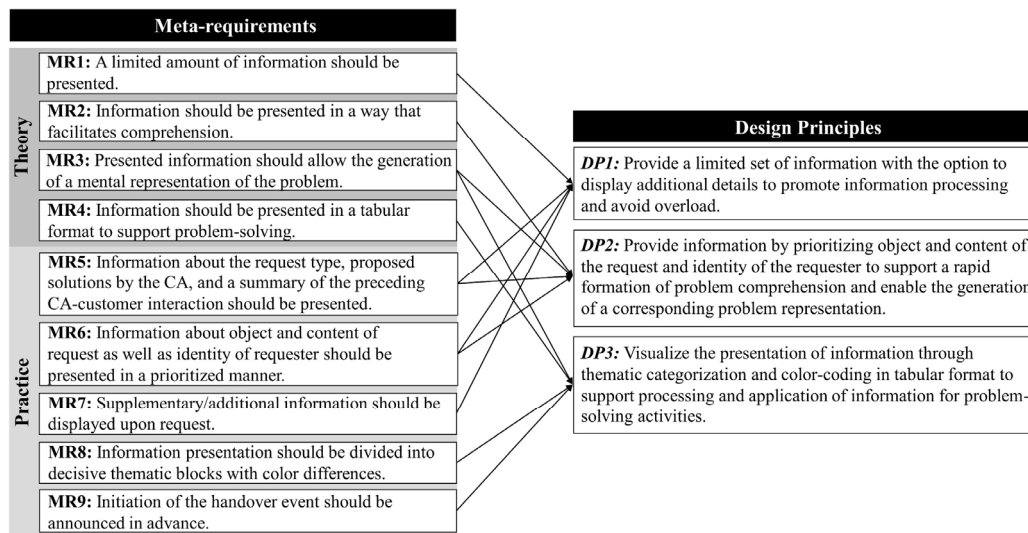 Meta-requirements
Theory
MR1: A limited amount of information should be
presented.
MR2: Information should be presented in a way that
facilitates comprehension.
MR3: Presented information should allow the generation
of a mental representation of the problem.
MR4: Information should be presented in a tabular
format to support problem-solving.
Practice
MR5: Information about the request type, proposed
solutions by the CA, and a summary of the preceding
CA-customer interaction should be presented.
MR6: Information about object and content of
request as well as identity of requester should be
presented in a prioritized manner.
MR7: Supplementary/additional information should be
displayed upon request.
MR8: Information presentation should be divided into
decisive thematic blocks with color differences.
MR9: Initiation of the handover event should be
announced in advance.
Design Principles
DP1: Provide a limited set of information with the option to
display additional details to promote information processing
and avoid overload.
DP2: Provide information by prioritizing object and content of
the request and identity of the requester to support a rapid
formation of problem comprehension and enable the generation
of a corresponding problem representation.
DP3: Visualize the presentation of information through
thematic categorization and color-coding in tabular format to
support processing and application of information for problem-
solving activities.